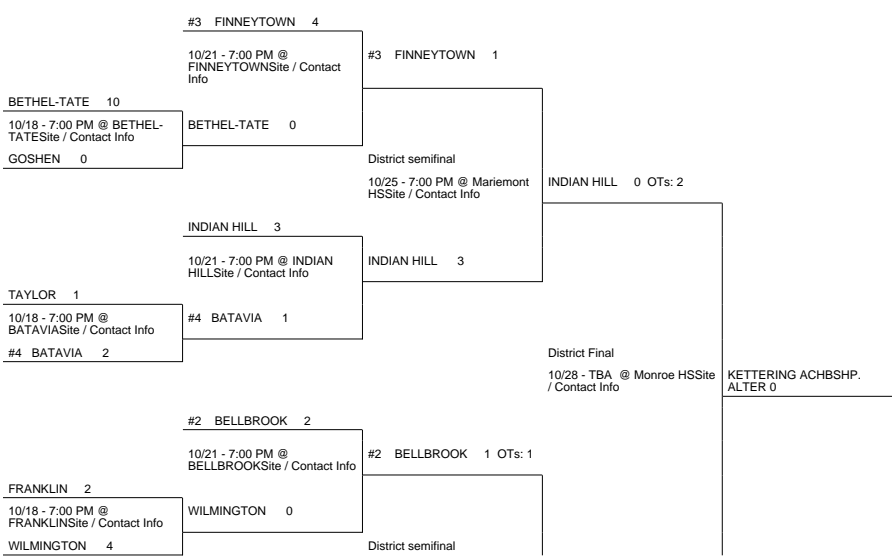 #3 FINNEYTOWN 4
10/21 - 7:00 PM @
FINNEYTOWNSite / Contact
Info
#3 FINNEYTOWN 1
BETHEL-TATE 10
10/18 - 7:00 PM @ BETHEL-
TATESite / Contact Info
BETHEL-TATE 0
GOSHEN 0
District semifinal
10/25 - 7:00 PM @ Mariemont
HSSite / Contact Info
INDIAN HILL 0 OTs: 2
INDIAN HILL 3
10/21 - 7:00 PM @ INDIAN
HILLSite / Contact Info
INDIAN HILL 3
TAYLOR 1
10/18 - 7:00 PM @
BATAVIASite / Contact Info
#4 BATAVIA 1
#4 BATAVIA 2
District Final
10/28 - TBA @ Monroe HSSite
/ Contact Info
KETTERING ACHBSHP.
ALTER 0
#2 BELLBROOK 2
10/21 - 7:00 PM @
BELLBROOKSite / Contact Info
#2 BELLBROOK 1 OTs: 1
FRANKLIN 2
10/18 - 7:00 PM @
FRANKLINSite / Contact Info
WILMINGTON 0
WILMINGTON 4
District semifinal